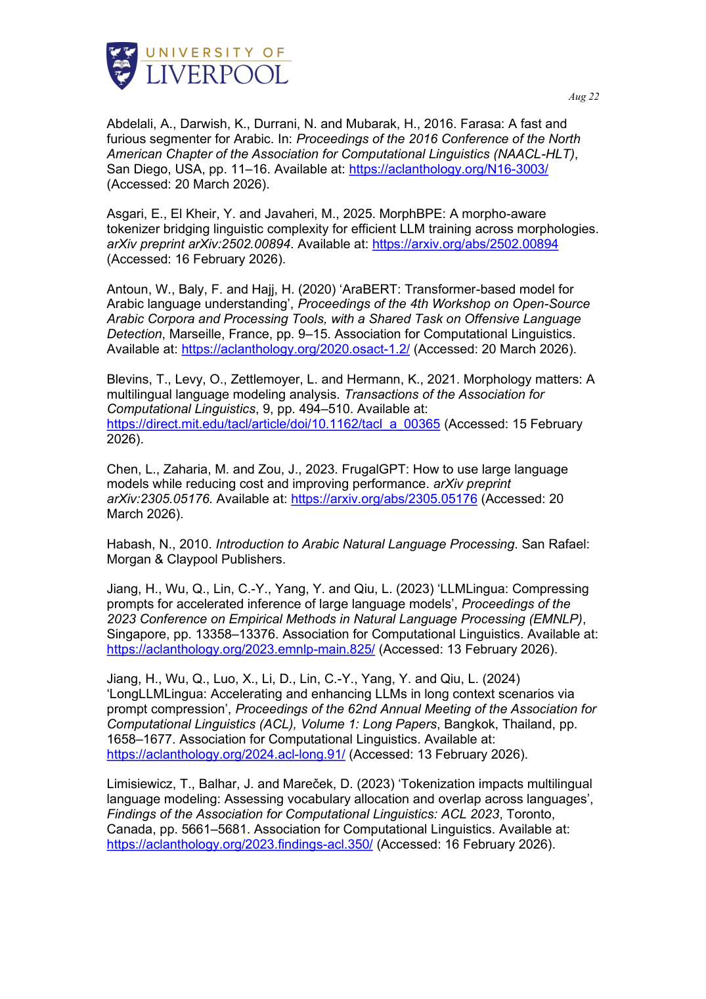 UNIVERSITY OF
LIVERPOOL
Aug 22
Abdelali, A., Darwish, K., Durrani, N. and Mubarak, H., 2016. Farasa: A fast and
furious segmenter for Arabic. In: Proceedings of the 2016 Conference of the North
American Chapter of the Association for Computational Linguistics (NAACL-HLT),
San Diego, USA, pp. 11–16. Available at: https://aclanthology.org/N16-3003/
(Accessed: 20 March 2026).
Asgari, E., El Kheir, Y. and Javaheri, M., 2025. MorphBPE: A morpho-aware
tokenizer bridging linguistic complexity for efficient LLM training across morphologies.
arXiv preprint arXiv:2502.00894. Available at: https://arxiv.org/abs/2502.00894
(Accessed: 16 February 2026).
Antoun, W., Baly, F. and Hajj, H. (2020) ‘AraBERT: Transformer-based model for
Arabic language understanding’, Proceedings of the 4th Workshop on Open-Source
Arabic Corpora and Processing Tools, with a Shared Task on Offensive Language
Detection, Marseille, France, pp. 9–15. Association for Computational Linguistics.
Available at: https://aclanthology.org/2020.osact-1.2/ (Accessed: 20 March 2026).
Blevins, T., Levy, O., Zettlemoyer, L. and Hermann, K., 2021. Morphology matters: A
multilingual language modeling analysis. Transactions of the Association for
Computational Linguistics, 9, pp. 494–510. Available at:
https://direct.mit.edu/tacl/article/doi/10.1162/tacl_a_00365 (Accessed: 15 February
2026).
Chen, L., Zaharia, M. and Zou, J., 2023. FrugalGPT: How to use large language
models while reducing cost and improving performance. arXiv preprint
arXiv:2305.05176. Available at: https://arxiv.org/abs/2305.05176 (Accessed: 20
March 2026).
Habash, N., 2010. Introduction to Arabic Natural Language Processing. San Rafael:
Morgan & Claypool Publishers.
Jiang, H., Wu, Q., Lin, C.-Y., Yang, Y. and Qiu, L. (2023) ‘LLMLingua: Compressing
prompts for accelerated inference of large language models’, Proceedings of the
2023 Conference on Empirical Methods in Natural Language Processing (EMNLP),
Singapore, pp. 13358–13376. Association for Computational Linguistics. Available at:
https://aclanthology.org/2023.emnlp-main.825/ (Accessed: 13 February 2026).
Jiang, H., Wu, Q., Luo, X., Li, D., Lin, C.-Y., Yang, Y. and Qiu, L. (2024)
‘LongLLMLingua: Accelerating and enhancing LLMs in long context scenarios via
prompt compression’, Proceedings of the 62nd Annual Meeting of the Association for
Computational Linguistics (ACL), Volume 1: Long Papers, Bangkok, Thailand, pp.
1658–1677. Association for Computational Linguistics. Available at:
https://aclanthology.org/2024.acl-long.91/ (Accessed: 13 February 2026).
Limisiewicz, T., Balhar, J. and Mareček, D. (2023) ‘Tokenization impacts multilingual
language modeling: Assessing vocabulary allocation and overlap across languages’,
Findings of the Association for Computational Linguistics: ACL 2023, Toronto,
Canada, pp. 5661–5681. Association for Computational Linguistics. Available at:
https://aclanthology.org/2023.findings-acl.350/ (Accessed: 16 February 2026).